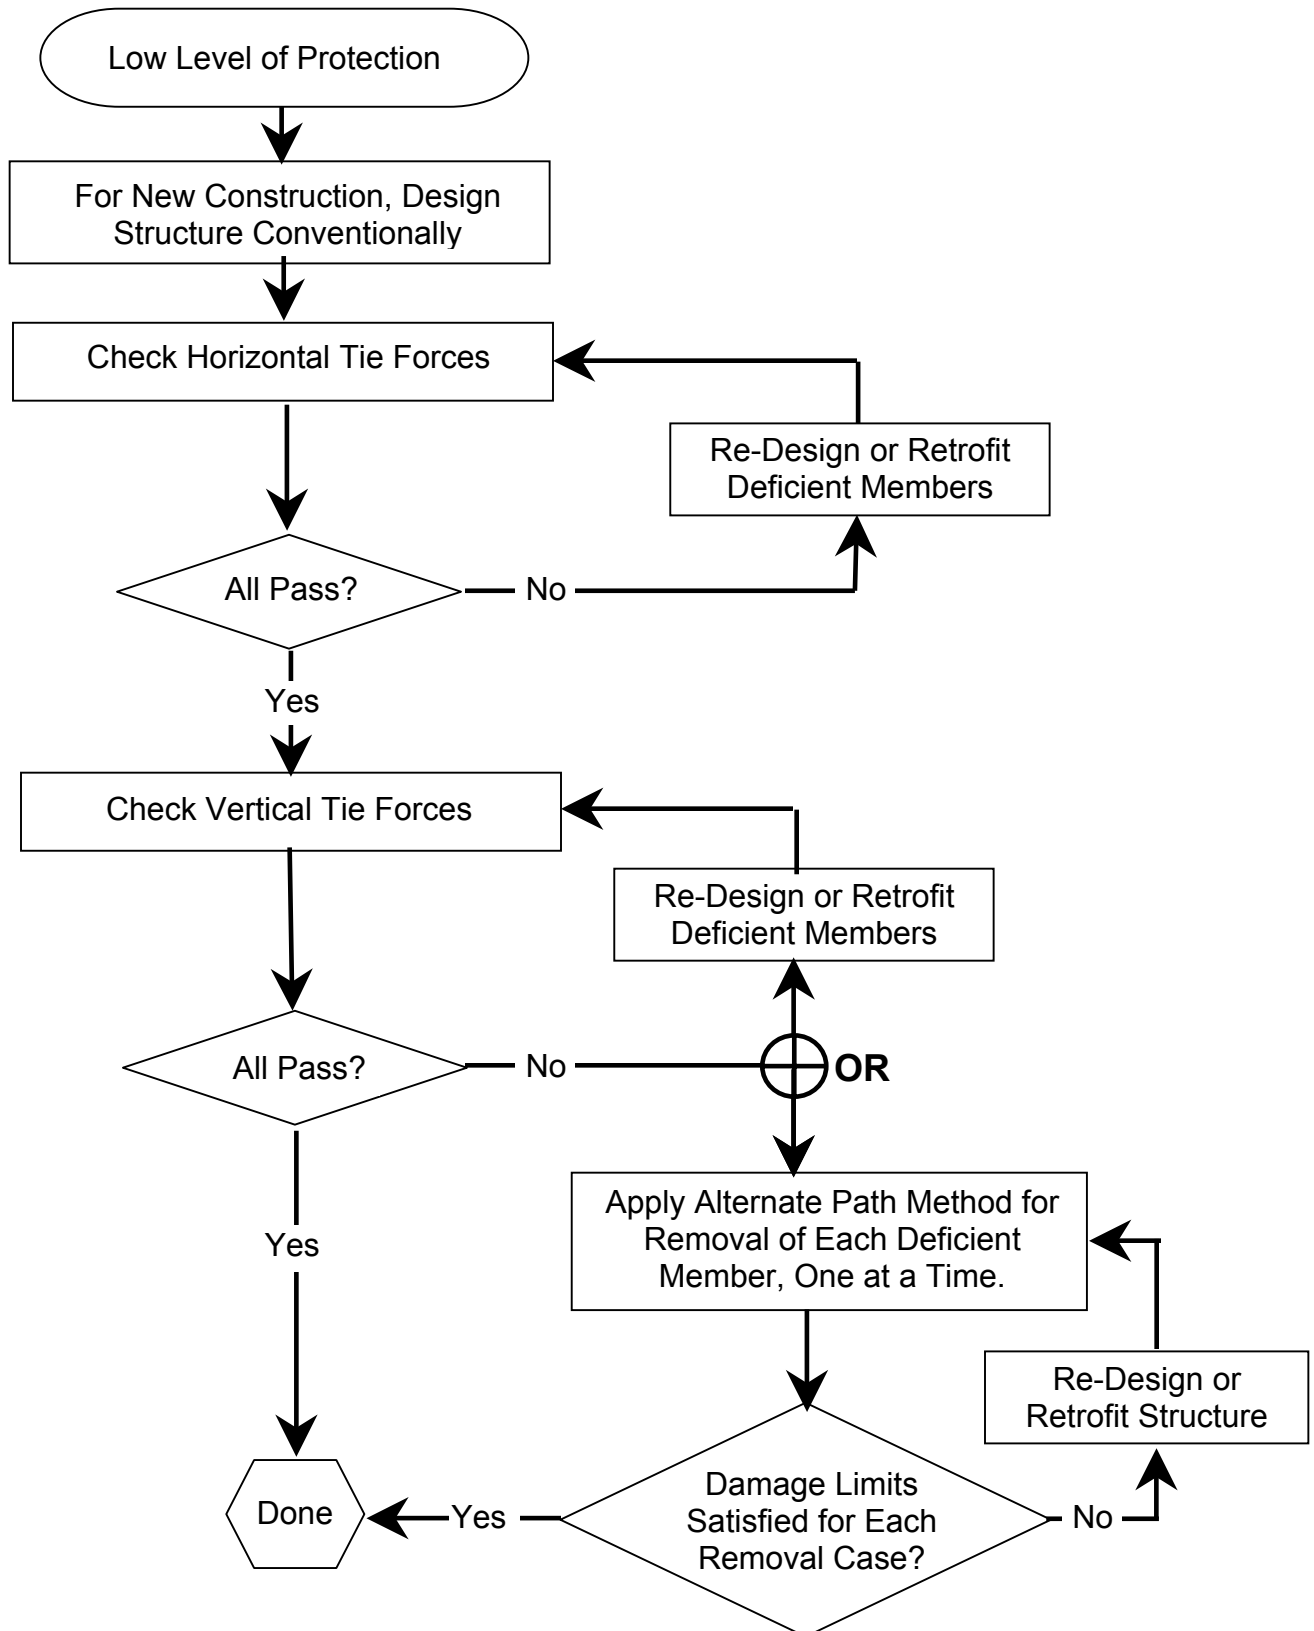 Low Level of Protection
For New Construction, Design
Structure Conventionally
Check Horizontal Tie Forces
Re-Design or Retrofit
Deficient Members
All Pass?
No
Yes
Check Vertical Tie Forces
Re-Design or Retrofit
Deficient Members
All Pass?
No
OR
Yes
Apply Alternate Path Method for
Removal of Each Deficient
Member, One at a Time.
Re-Design or
Retrofit Structure
Damage Limits
Satisfied for Each
Removal Case?
No
Yes
Done